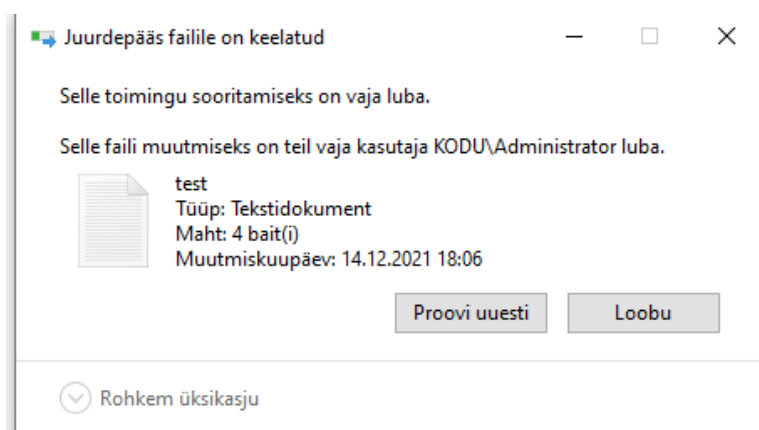 Juurdepääs failile on keelatud
Selle toimingu sooritamiseks on vaja luba.
Selle faili muutmiseks on teil vaja kasutaja KODU\Administrator luba.
test
Tüüp: Tekstidokument
Maht: 4 bait(i)
Muutmiskuupäev: 14.12.2021 18:06
Proovi uuesti
Loobu
Rohkem üksikasju